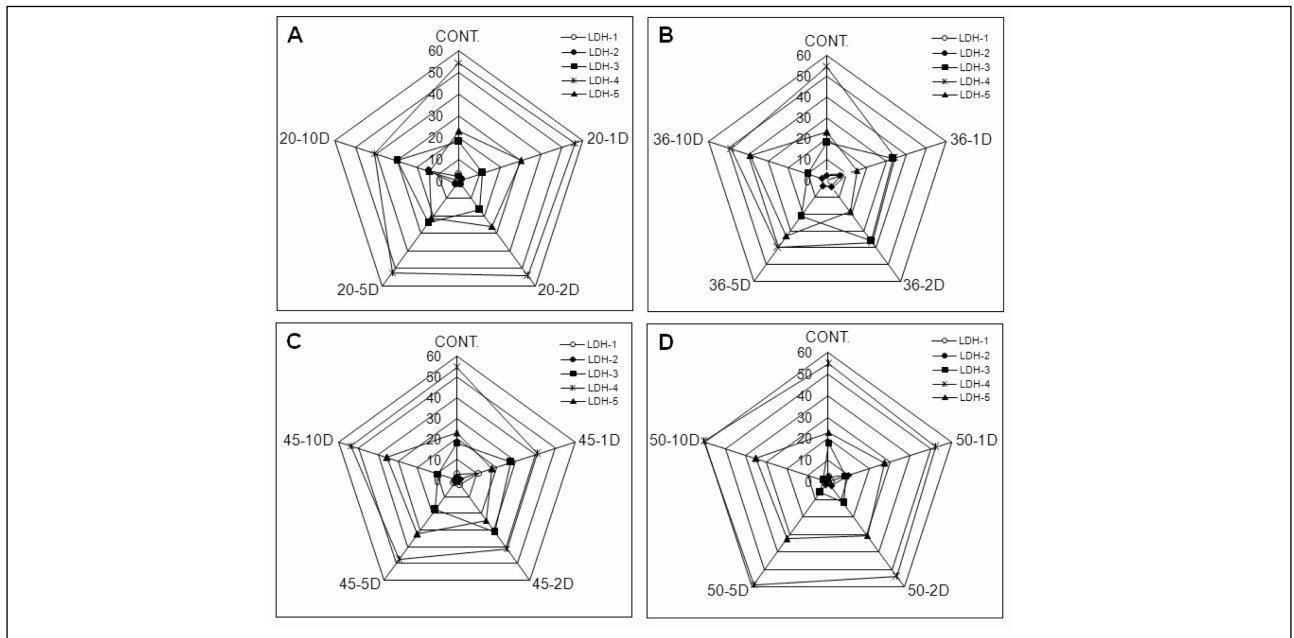 A
CONT.
LDH-1
LDH-2
LDH-3
LDH-4
LDH-5
60
50
40
30
20
10
0
20-10D
20-1D
20-5D
20-2D
B
CONT.
LDH-1
LDH-2
LDH-3
LDH-4
LDH-5
60
50
40
30
20
10
0
36-10D
36-1D
36-5D
36-2D
C
CONT.
LDH-1
LDH-2
LDH-3
LDH-4
LDH-5
60
50
40
30
20
10
0
45-10D
45-1D
45-5D
45-2D
D
CONT.
LDH-1
LDH-2
LDH-3
LDH-4
LDH-5
60
50
40
30
20
10
0
50-10D
50-1D
50-5D
50-2D